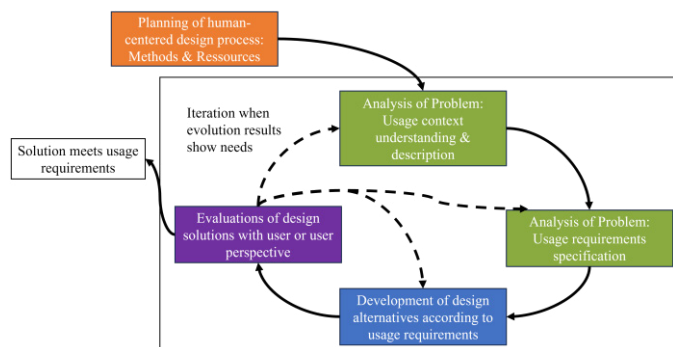 Planning of human-
centered design process:
Methods & Ressources
Analysis of Problem:
Usage context
understanding &
description
Iteration when
evolution results
show needs
Solution meets usage
requirements
Evaluations of design
solutions with user or user
perspective
Analysis of Problem:
Usage requirements
specification
Development of design
alternatives according to
usage requirements